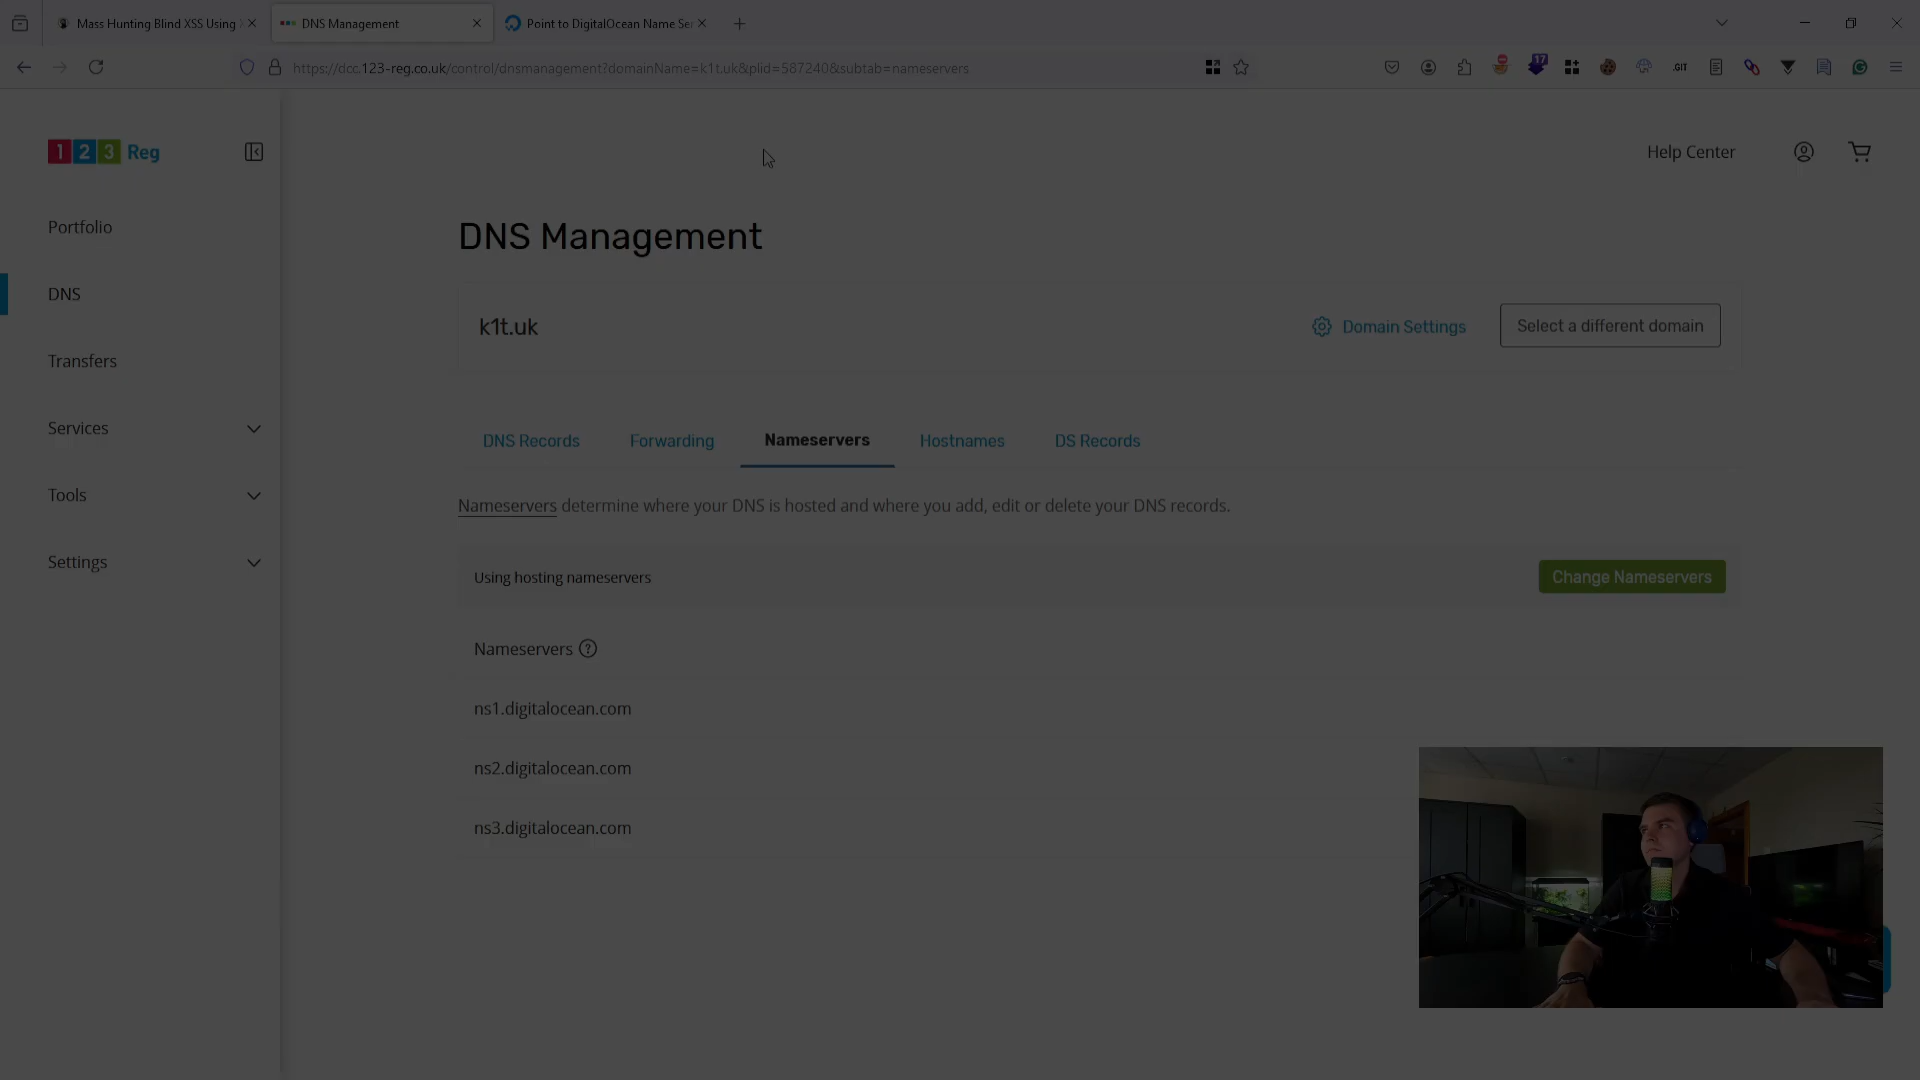 Mass Hunting Blind XSS Using X
DNS Management
Point to DigitalOcean Name Ser
https://dcc.123-reg.co.uk/control/dnsmanagement?domainName=k1t.uk&plid=587240&subtab=nameservers
17
.GIT
1 2 3 Reg
Help Center
Portfolio
DNS
Transfers
Services
Tools
Settings
DNS Management
k1t.uk
Domain Settings
Select a different domain
DNS Records
Forwarding
Nameservers
Hostnames
DS Records
Nameservers determine where your DNS is hosted and where you add, edit or delete your DNS records.
Using hosting nameservers
Change Nameservers
Nameservers
ns1.digitalocean.com
ns2.digitalocean.com
ns3.digitalocean.com